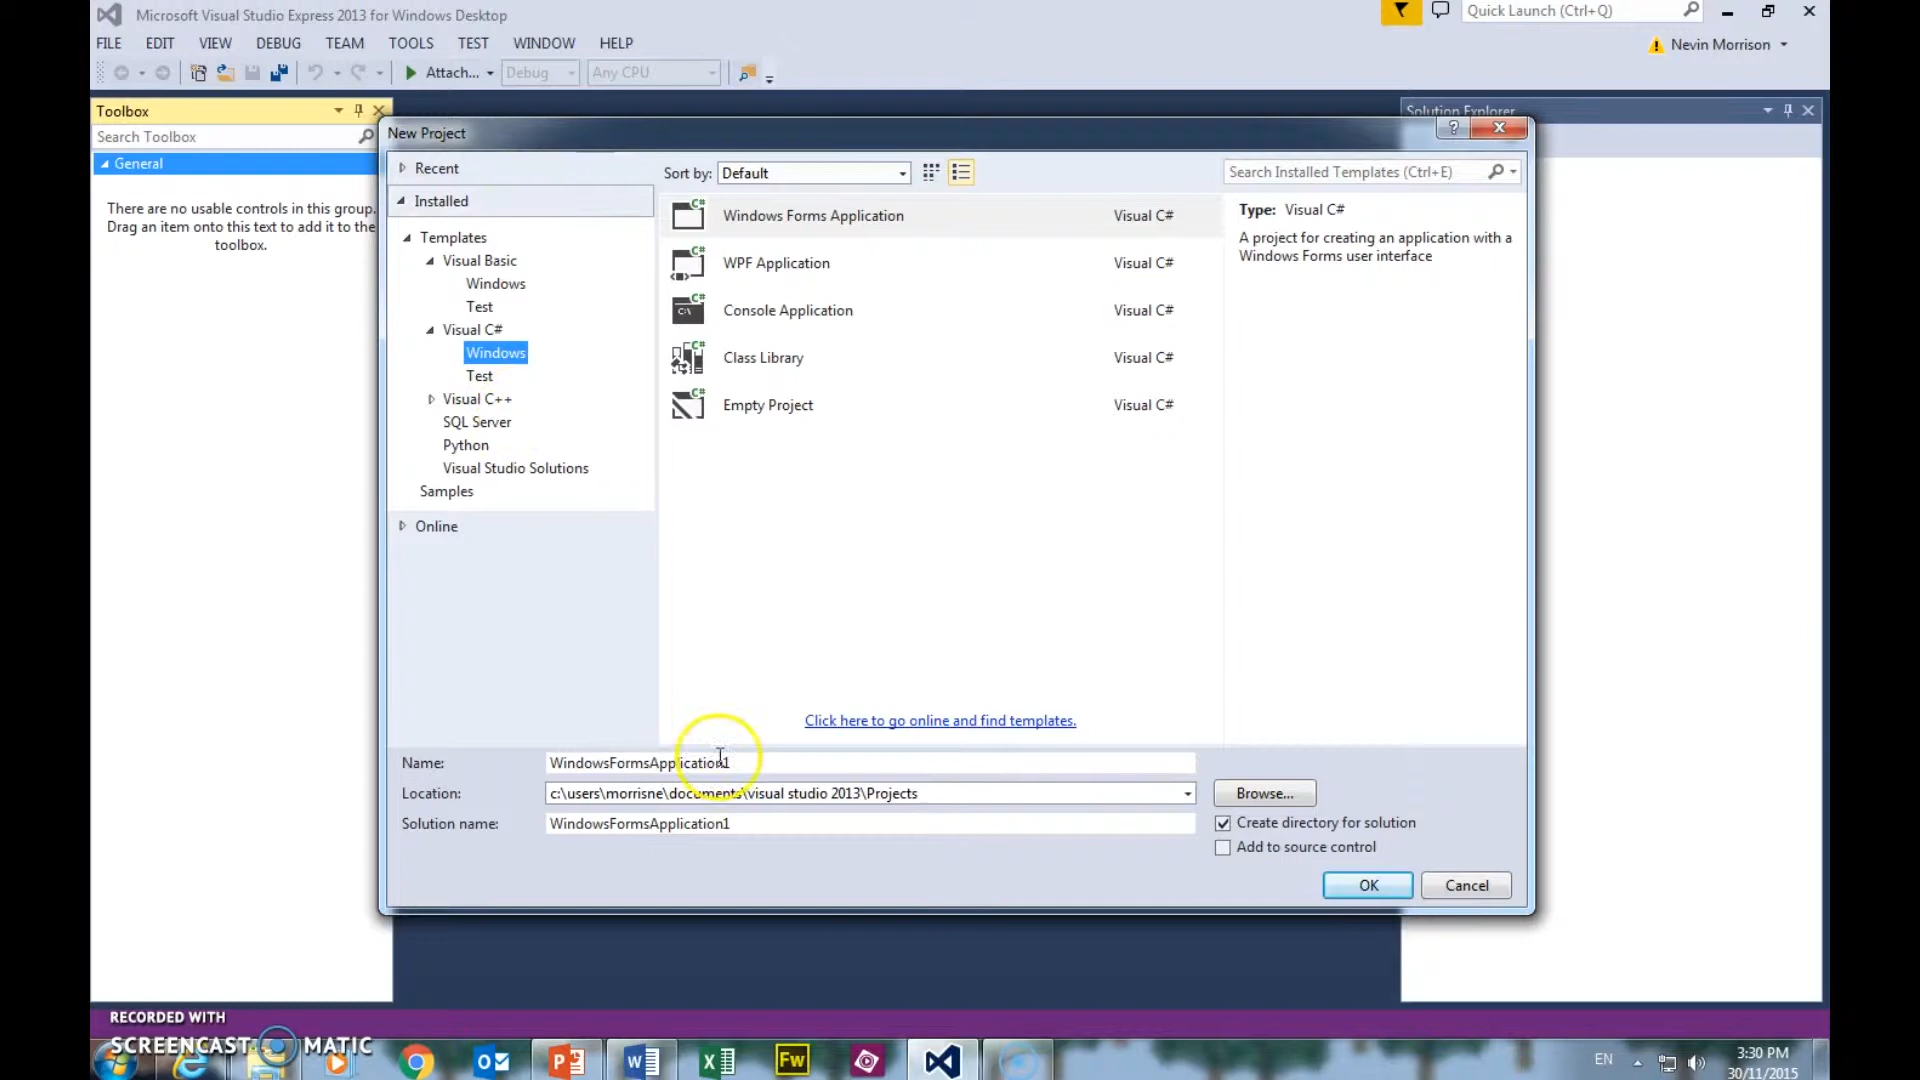 Microsoft Visual Studio Express 2013 for Windows Desktop
Quick Launch (Ctrl+Q)
FILE EDIT VIEW DEBUG TEAM TOOLS TEST WINDOW HELP
Nevin Morrison
Attach... Debug Any CPU
Toolbox
Solution Explorer
Search Toolbox
General
There are no usable controls in this group.
Drag an item onto this text to add it to the
toolbox.
New Project
Recent
Installed
Templates
Visual Basic
Windows
Test
Visual C#
Windows
Test
Visual C++
SQL Server
Python
Visual Studio Solutions
Samples
Online
Sort by: Default
Search Installed Templates (Ctrl+E)
Windows Forms Application Visual C#
WPF Application Visual C#
Console Application Visual C#
Class Library Visual C#
Empty Project Visual C#
Type: Visual C#
A project for creating an application with a
Windows Forms user interface
Click here to go online and find templates.
Name: WindowsFormsApplication1
Location: c:\users\morrisne\documents\visual studio 2013\Projects
Browse...
Solution name: WindowsFormsApplication1
Create directory for solution
Add to source control
OK Cancel
RECORDED WITH
SCREENCAST MATIC
Fw
EN
3:30 PM
30/11/2015